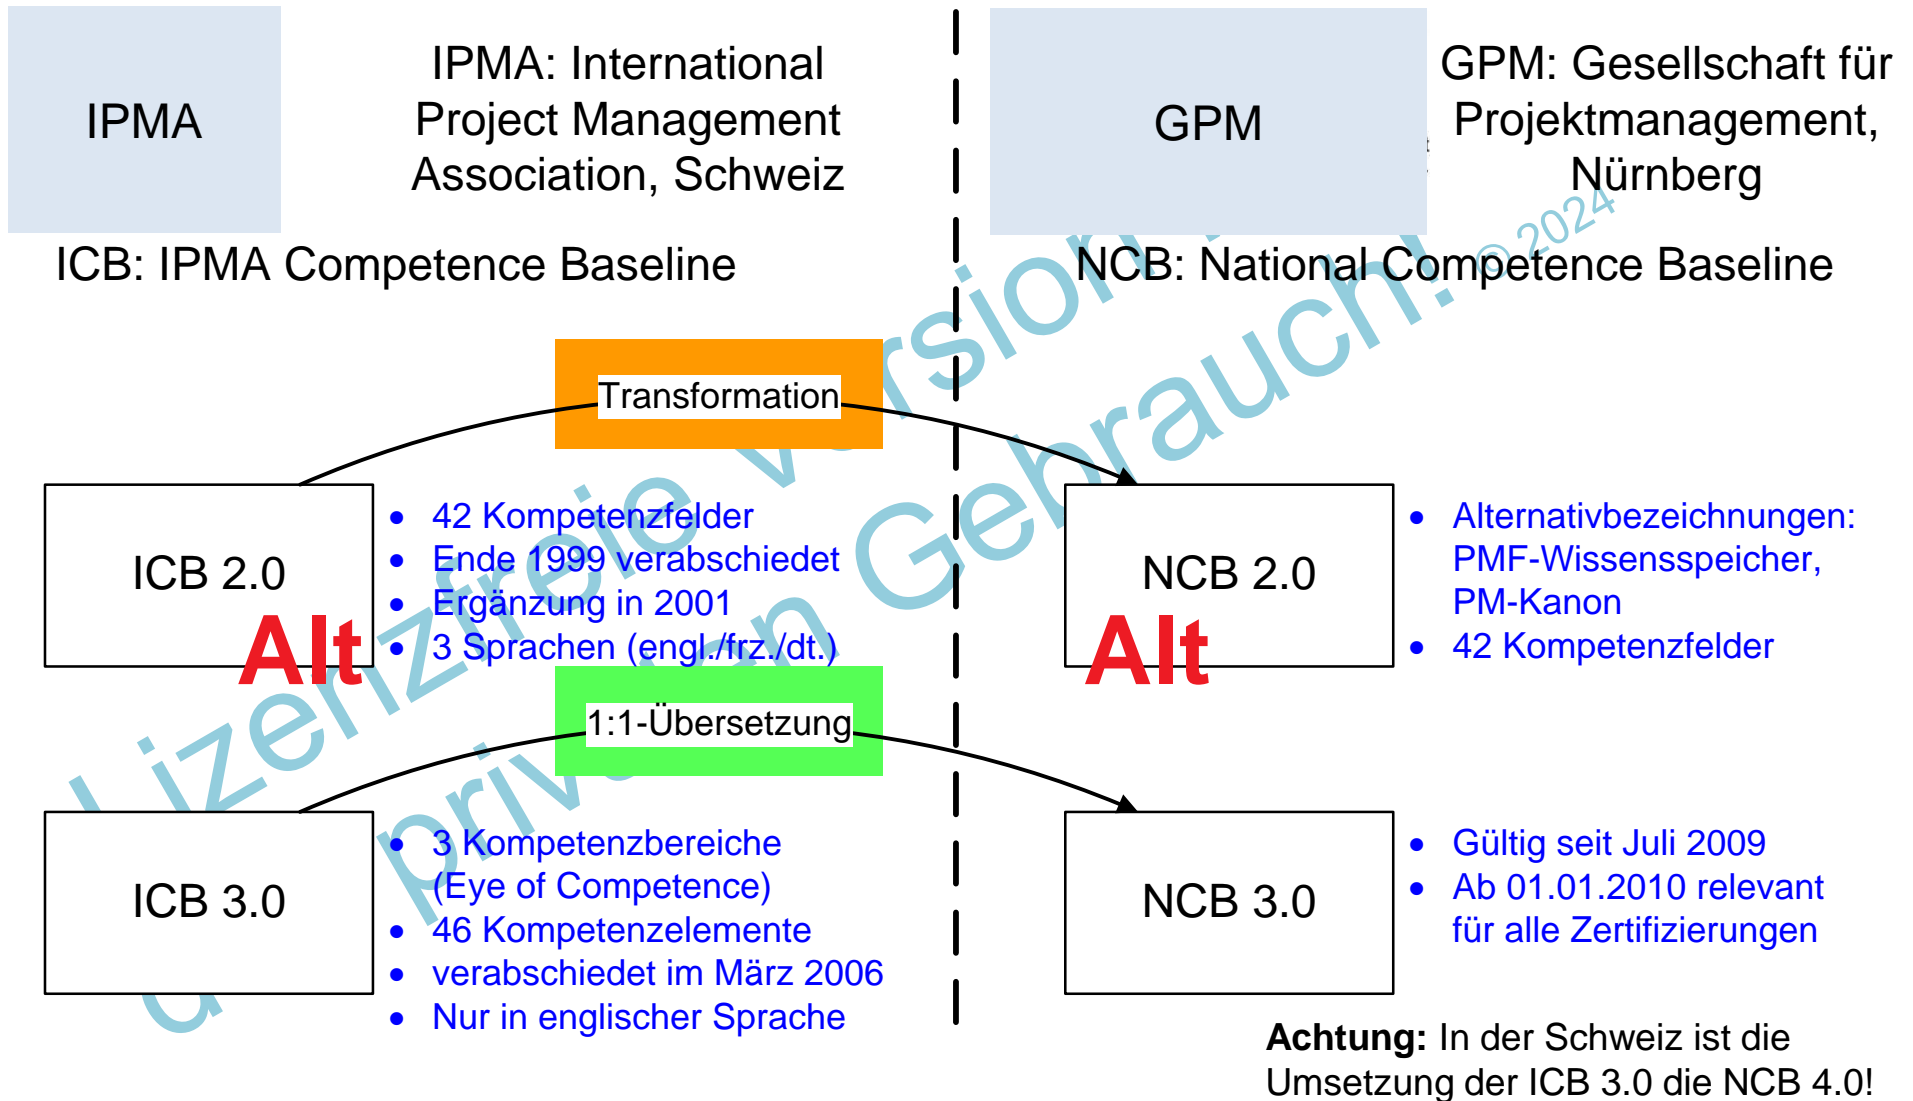 IPMA
IPMA: International
Project Management
Association, Schweiz
GPM
GPM: Gesellschaft für
Projektmanagement,
Nürnberg
ICB: IPMA Competence Baseline
NCB: National Competence Baseline
Transformation
ICB 2.0
Alt
• 42 Kompetenzfelder
• Ende 1999 verabschiedet
• Ergänzung in 2001
• 3 Sprachen (engl./frz./dt.)
NCB 2.0
Alt
• Alternativbezeichnungen:
PMF-Wissensspeicher,
PM-Kanon
• 42 Kompetenzfelder
1:1-Übersetzung
ICB 3.0
• 3 Kompetenzbereiche
(Eye of Competence)
• 46 Kompetenzelemente
• verabschiedet im März 2006
• Nur in englischer Sprache
NCB 3.0
• Gültig seit Juli 2009
• Ab 01.01.2010 relevant
für alle Zertifizierungen
Achtung: In der Schweiz ist die
Umsetzung der ICB 3.0 die NCB 4.0!
Lizenzfreie Version
privaten Gebrauch! © 2024